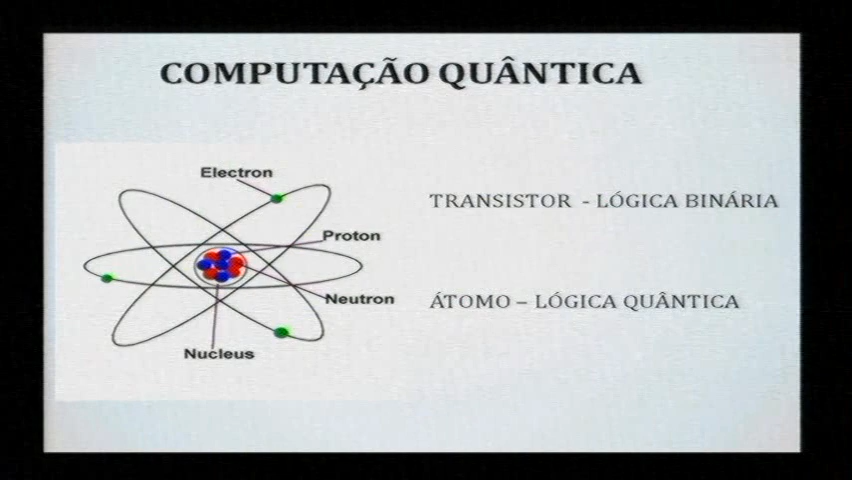 COMPUTAÇÃO QUÂNTICA
Electron
Proton
Neutron
Nucleus
TRANSISTOR - LÓGICA BINÁRIA
ÁTOMO – LÓGICA QUÂNTICA